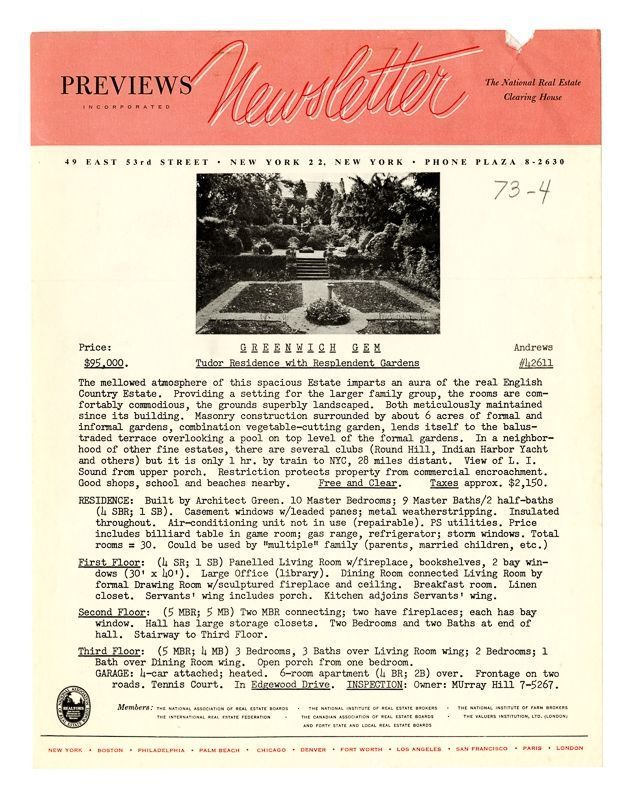 PREVIEWS
INCORPORATED
Newsletter
The National Real Estate
Clearing House
49 EAST 53rd STREET • NEW YORK 22, NEW YORK • PHONE PLAZA 8-2630
73-4
Price: GREENWICH GEM Andrews
$95,000. Tudor Residence with Resplendent Gardens #42611
The mellowed atmosphere of this spacious Estate imparts an aura of the real English
Country Estate. Providing a setting for the larger family group, the rooms are com-
fortably commodious, the grounds superbly landscaped. Both meticulously maintained
since its building. Masonry construction surrounded by about 6 acres of formal and
informal gardens, combination vegetable-cutting garden, lends itself to the balus-
traded terrace overlooking a pool on top level of the formal gardens. In a neighbor-
hood of other fine estates, there are several clubs (Round Hill, Indian Harbor Yacht
and others) but it is only 1 hr. by train to NYC, 28 miles distant. View of L. I.
Sound from upper porch. Restriction protects property from commercial encroachment.
Good shops, school and beaches nearby. Free and Clear. Taxes approx. $2,150.
RESIDENCE: Built by Architect Green. 10 Master Bedrooms; 9 Master Baths/2 half-baths
(4 SBR; 1 SB). Casement windows w/leaded panes; metal weatherstripping. Insulated
throughout. Air-conditioning unit not in use (repairable). PS utilities. Price
includes billiard table in game room; gas range, refrigerator; storm windows. Total
rooms = 30. Could be used by "multiple" family (parents, married children, etc.)
First Floor: (4 SR; 1 SB) Panelled Living Room w/fireplace, bookshelves, 2 bay win-
dows (30' x 40'). Large Office (library). Dining Room connected Living Room by
formal Drawing Room w/sculptured fireplace and ceiling. Breakfast room. Linen
closet. Servants' wing includes porch. Kitchen adjoins Servants' wing.
Second Floor: (5 MBR; 5 MB) Two MBR connecting; two have fireplaces; each has bay
window. Hall has large storage closets. Two Bedrooms and two Baths at end of
hall. Stairway to Third Floor.
Third Floor: (5 MBR; 4 MB) 3 Bedrooms, 3 Baths over Living Room wing; 2 Bedrooms; 1
Bath over Dining Room wing. Open porch from one bedroom.
GARAGE: 4-car attached; heated. 6-room apartment (4 BR; 2B) over. Frontage on two
roads. Tennis Court. In Edgewood Drive. INSPECTION: Owner: MUrray Hill 7-5267.
REALTORS
Members: THE NATIONAL ASSOCIATION OF REAL ESTATE BOARDS • THE NATIONAL INSTITUTE OF REAL ESTATE BROKERS • THE NATIONAL INSTITUTE OF FARM BROKERS
THE INTERNATIONAL REAL ESTATE FEDERATION • THE CANADIAN ASSOCIATION OF REAL ESTATE BOARDS • THE VALUERS INSTITUTION, LTD. (LONDON)
AND FORTY STATE AND LOCAL REAL ESTATE BOARDS
NEW YORK • BOSTON • PHILADELPHIA • PALM BEACH • CHICAGO • DENVER • FORT WORTH • LOS ANGELES • SAN FRANCISCO • PARIS • LONDON